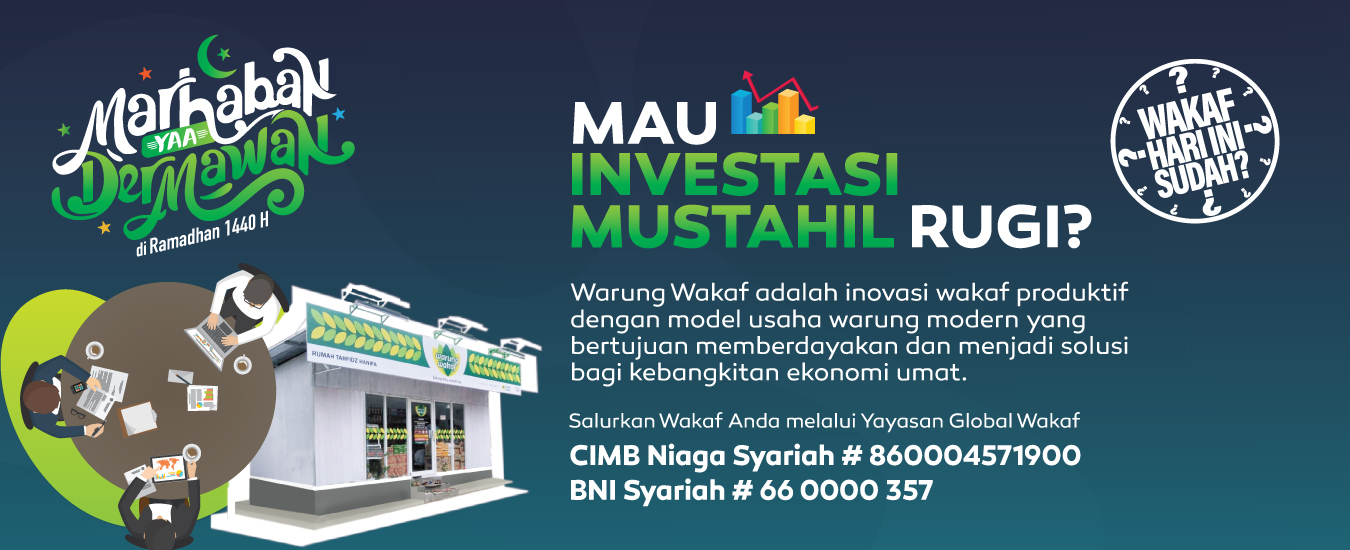 Marhaban
YAA
Dermawan
di Ramadhan 1440 H
MAU
INVESTASI
MUSTAHIL RUGI?
WAKAF
HARI INI
SUDAH?
Warung Wakaf adalah inovasi wakaf produktif
dengan model usaha warung modern yang
bertujuan memberdayakan dan menjadi solusi
bagi kebangkitan ekonomi umat.
Salurkan Wakaf Anda melalui Yayasan Global Wakaf
CIMB Niaga Syariah # 860004571900
BNI Syariah # 66 0000 357
RUMAH TAHFIDZ HANIFA
warung
wakaf